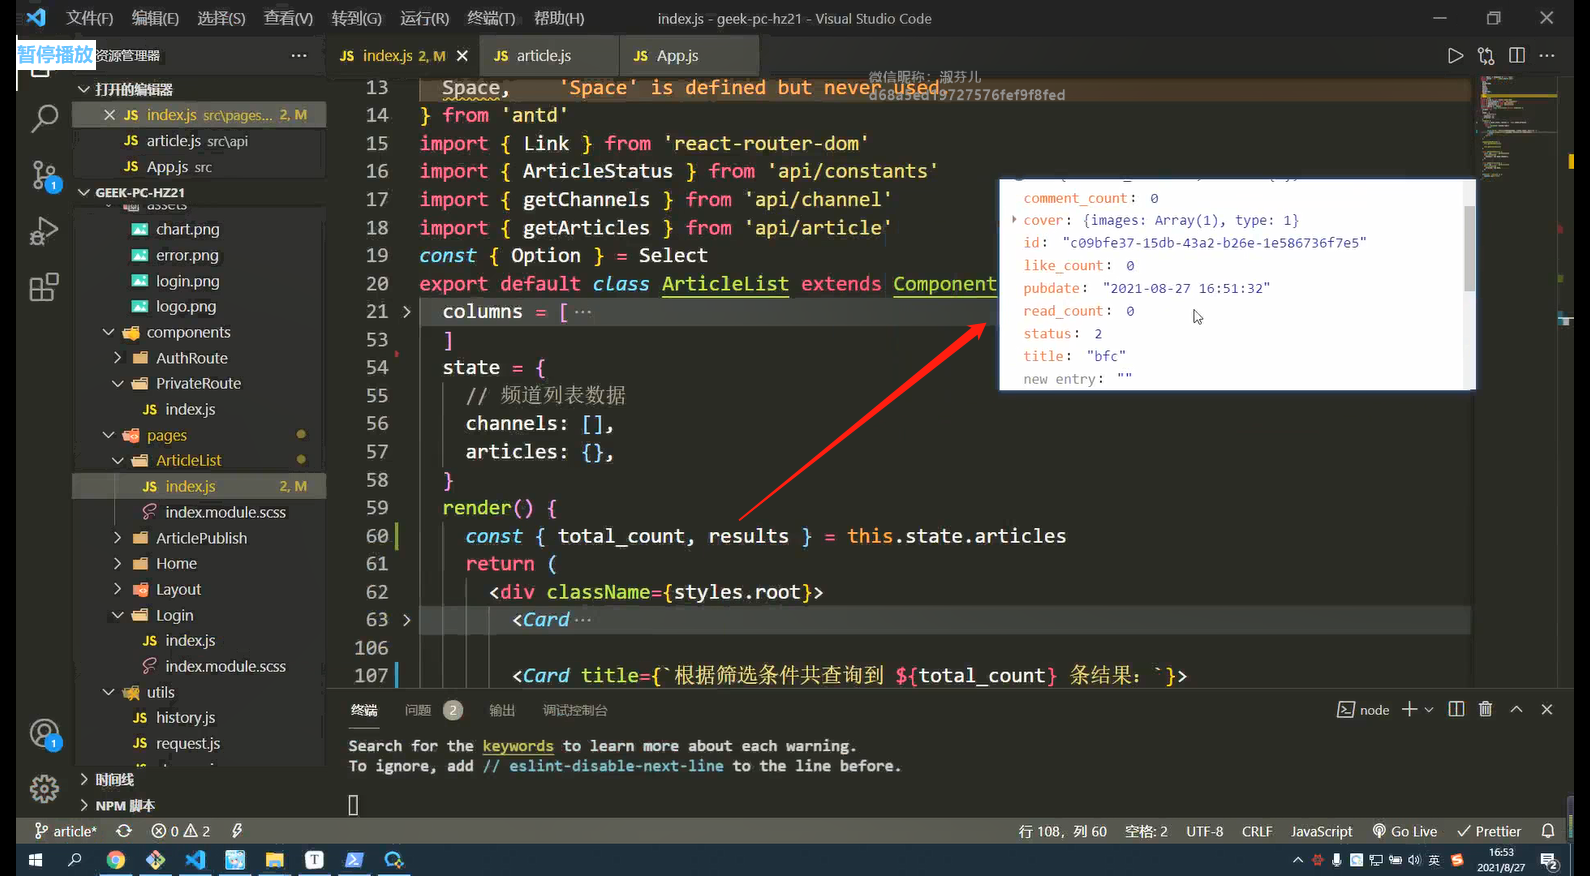 文件(F) 编辑(E) 选择(S) 查看(V) 转到(G) 运行(R) 终端(T) 帮助(H) index.js - geek-pc-hz21 - Visual Studio Code
暂停播放
资源管理器
打开的编辑器
JS index.js src\pages... 2, M
JS article.js src\api
JS App.js src
GEEK-PC-HZ21
assets
chart.png
error.png
login.png
logo.png
components
AuthRoute
PrivateRoute
JS index.js
pages
ArticleList
JS index.js 2, M
index.module.scss
ArticlePublish
Home
Layout
Login
JS index.js
index.module.scss
utils
JS history.js
JS request.js
时间线
NPM 脚本
JS index.js 2, M JS article.js JS App.js
微信昵称：淑芬儿
d68a5ed19727576fef9f8fed
13 Space, 'Space' is defined but never used.
14 } from 'antd'
15 import { Link } from 'react-router-dom'
16 import { ArticleStatus } from 'api/constants'
17 import { getChannels } from 'api/channel'
18 import { getArticles } from 'api/article'
19 const { Option } = Select
20 export default class ArticleList extends Component
21 columns = [ ···
53 ]
54 state = {
55 // 频道列表数据
56 channels: [],
57 articles: {},
58 }
59 render() {
60 const { total_count, results } = this.state.articles
61 return (
62 <div className={styles.root}>
63 <Card ···
106
107 <Card title={`根据筛选条件共查询到 ${total_count} 条结果：`}>
comment_count: 0
cover: {images: Array(1), type: 1}
id: "c09bfe37-15db-43a2-b26e-1e586736f7e5"
like_count: 0
pubdate: "2021-08-27 16:51:32"
read_count: 0
status: 2
title: "bfc"
new entry: ""
终端 问题 2 输出 调试控制台 node
Search for the keywords to learn more about each warning.
To ignore, add // eslint-disable-next-line to the line before.
article* 0 2 行 108，列 60 空格: 2 UTF-8 CRLF JavaScript Go Live Prettier
英 16:53
2021/8/27